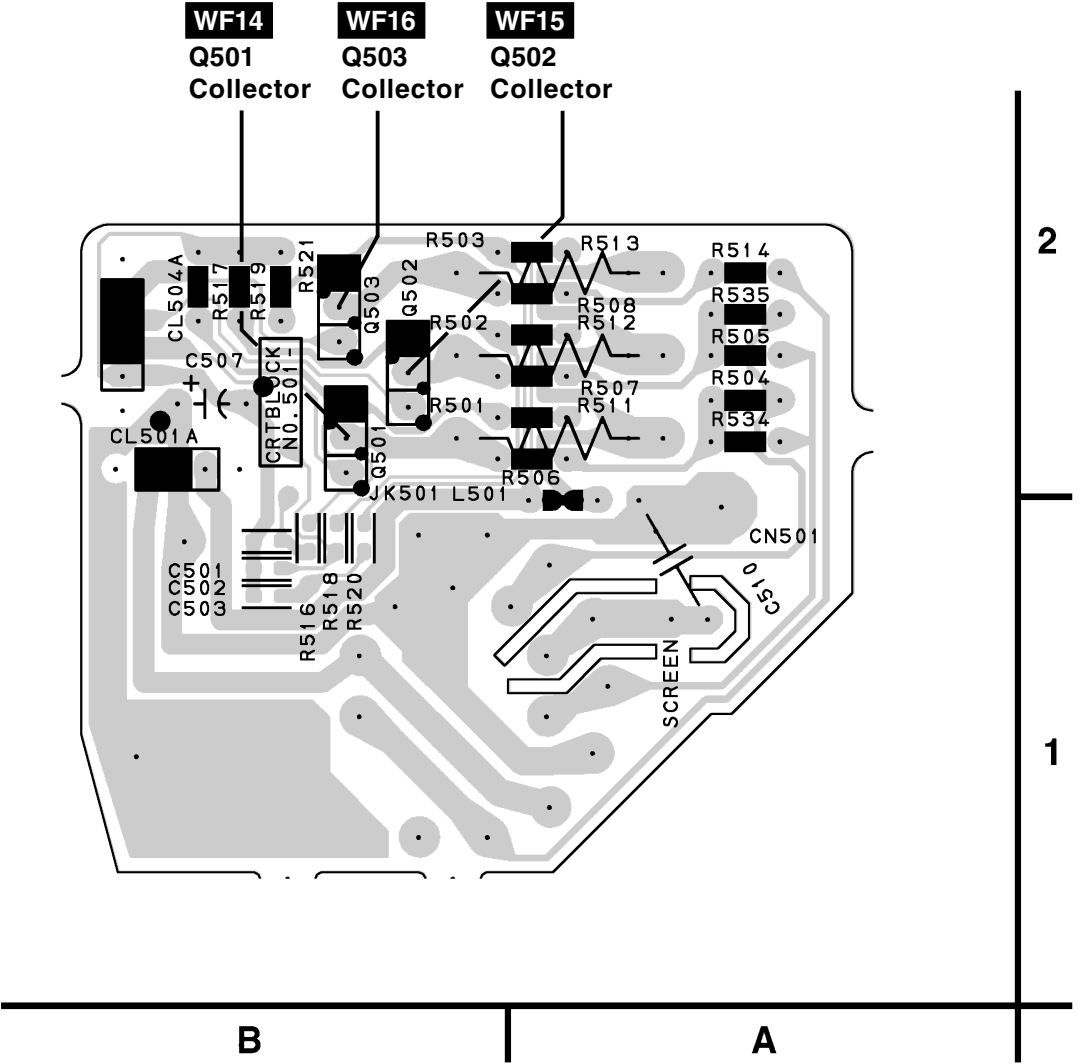 WF14 WF16 WF15
Q501 Q503 Q502
Collector Collector Collector
2
R503
R513
R514
R521
CL504A
R517
R519
Q503
Q502
R535
R508
R502
R512
R505
C507
+
CRTBLOCK
NO.501-
R507
R504
R501
R511
R534
CL501A
Q501
R506
JK501 L501
CN501
C501
C502
C503
R516
R518
R520
C510
SCREEN
1
B A